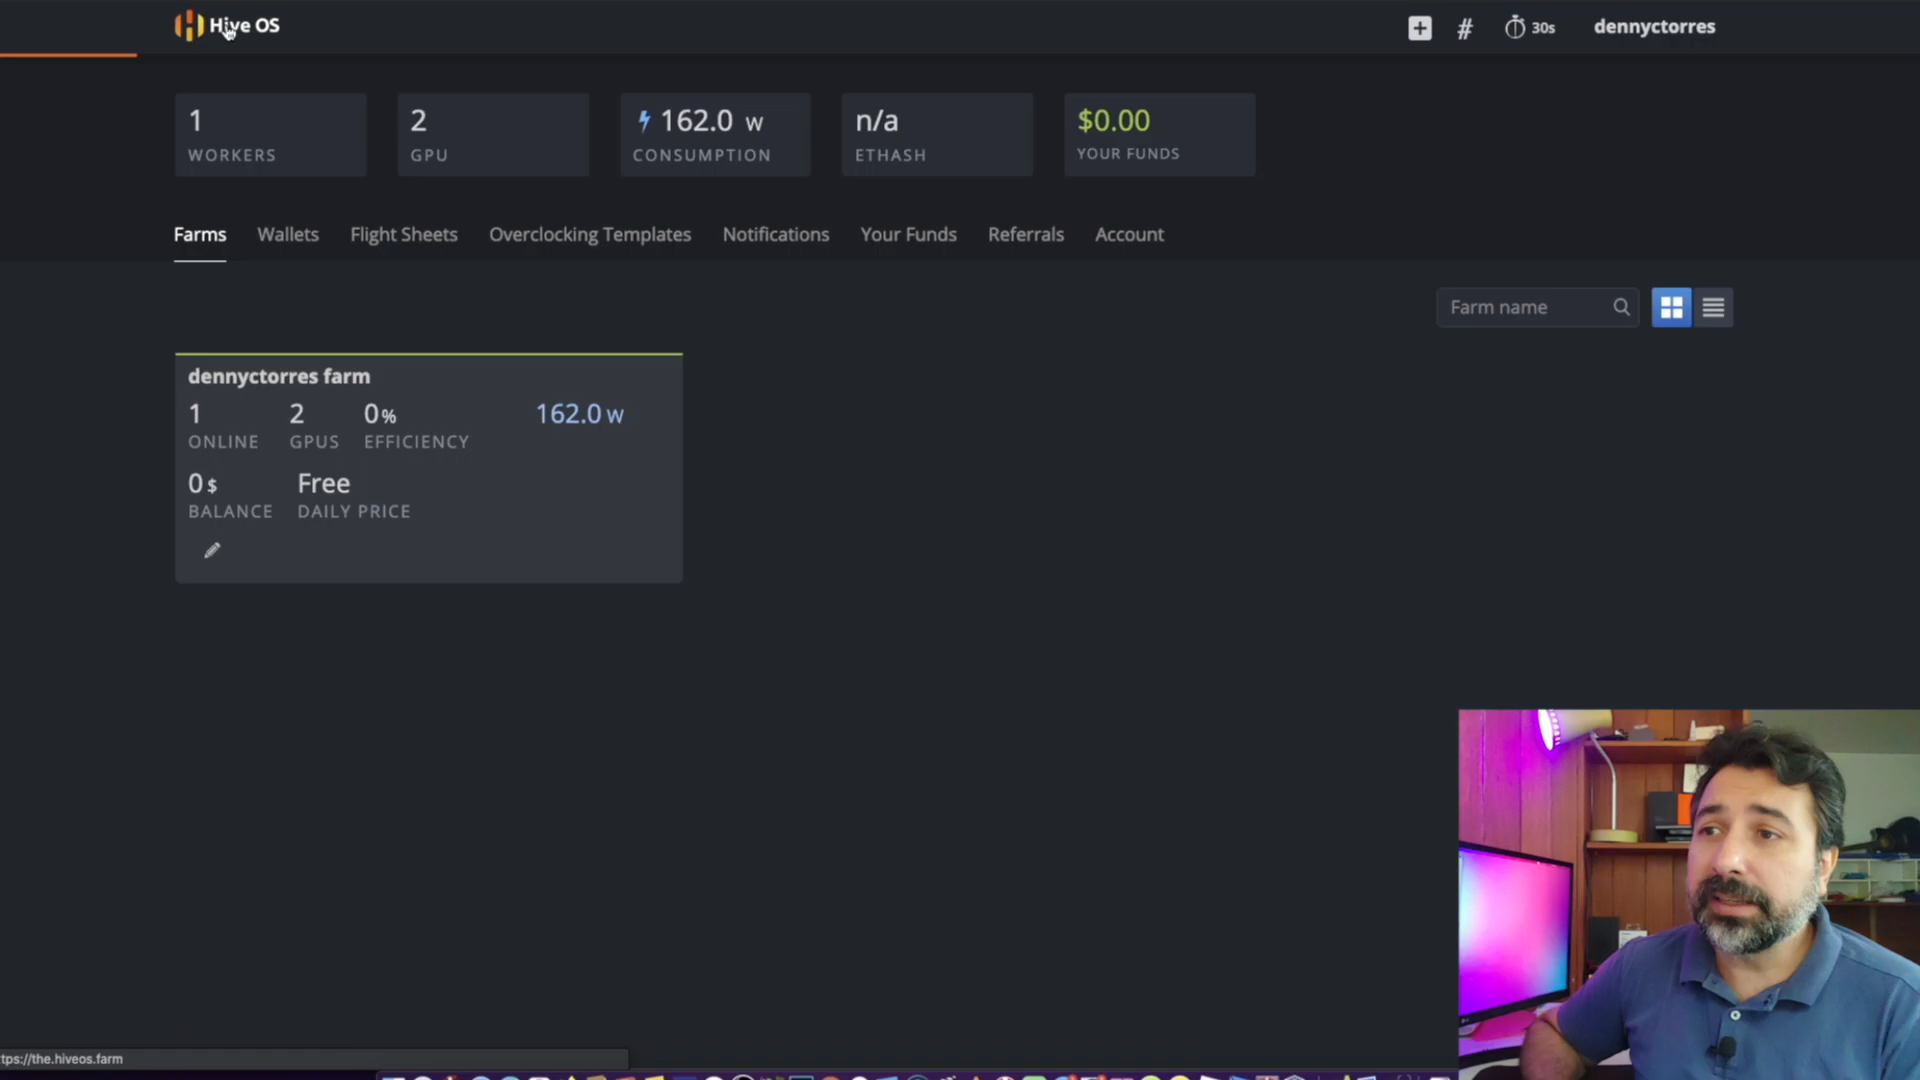 Hive OS
# 30s dennyctorres
1 2 162.0 W n/a $0.00
WORKERS GPU CONSUMPTION ETHASH YOUR FUNDS
Farms Wallets Flight Sheets Overclocking Templates Notifications Your Funds Referrals Account
Farm name
dennyctorres farm
1 2 0% 162.0 W
ONLINE GPUS EFFICIENCY
0 $ Free
BALANCE DAILY PRICE
tps://the.hiveos.farm